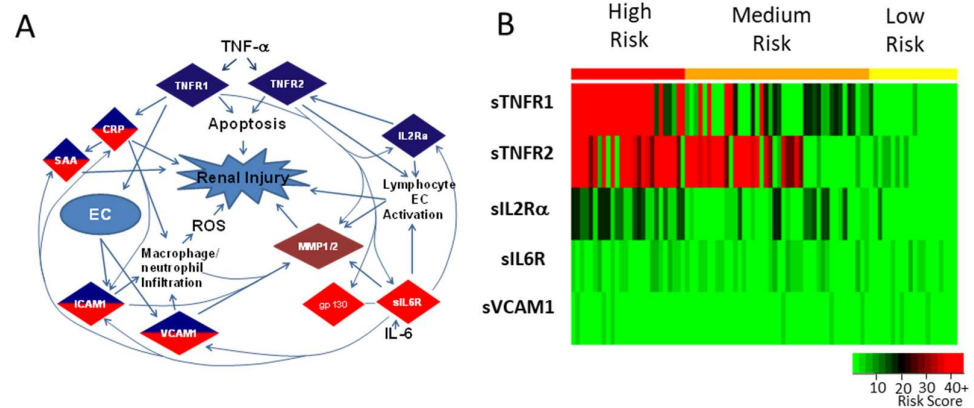 A
TNF-α
TNFR1
TNFR2
CRP
Apoptosis
IL2Ra
SAA
Renal Injury
Lymphocyte
EC
Activation
EC
ROS
MMP1/2
Macrophage/
neutrophil
Infiltration
ICAM1
gp 130
sIL6R
VCAM1
IL-6
B
High
Risk
Medium
Risk
Low
Risk
sTNFR1
sTNFR2
sIL2Rα
sIL6R
sVCAM1
10 20 30 40+
Risk Score